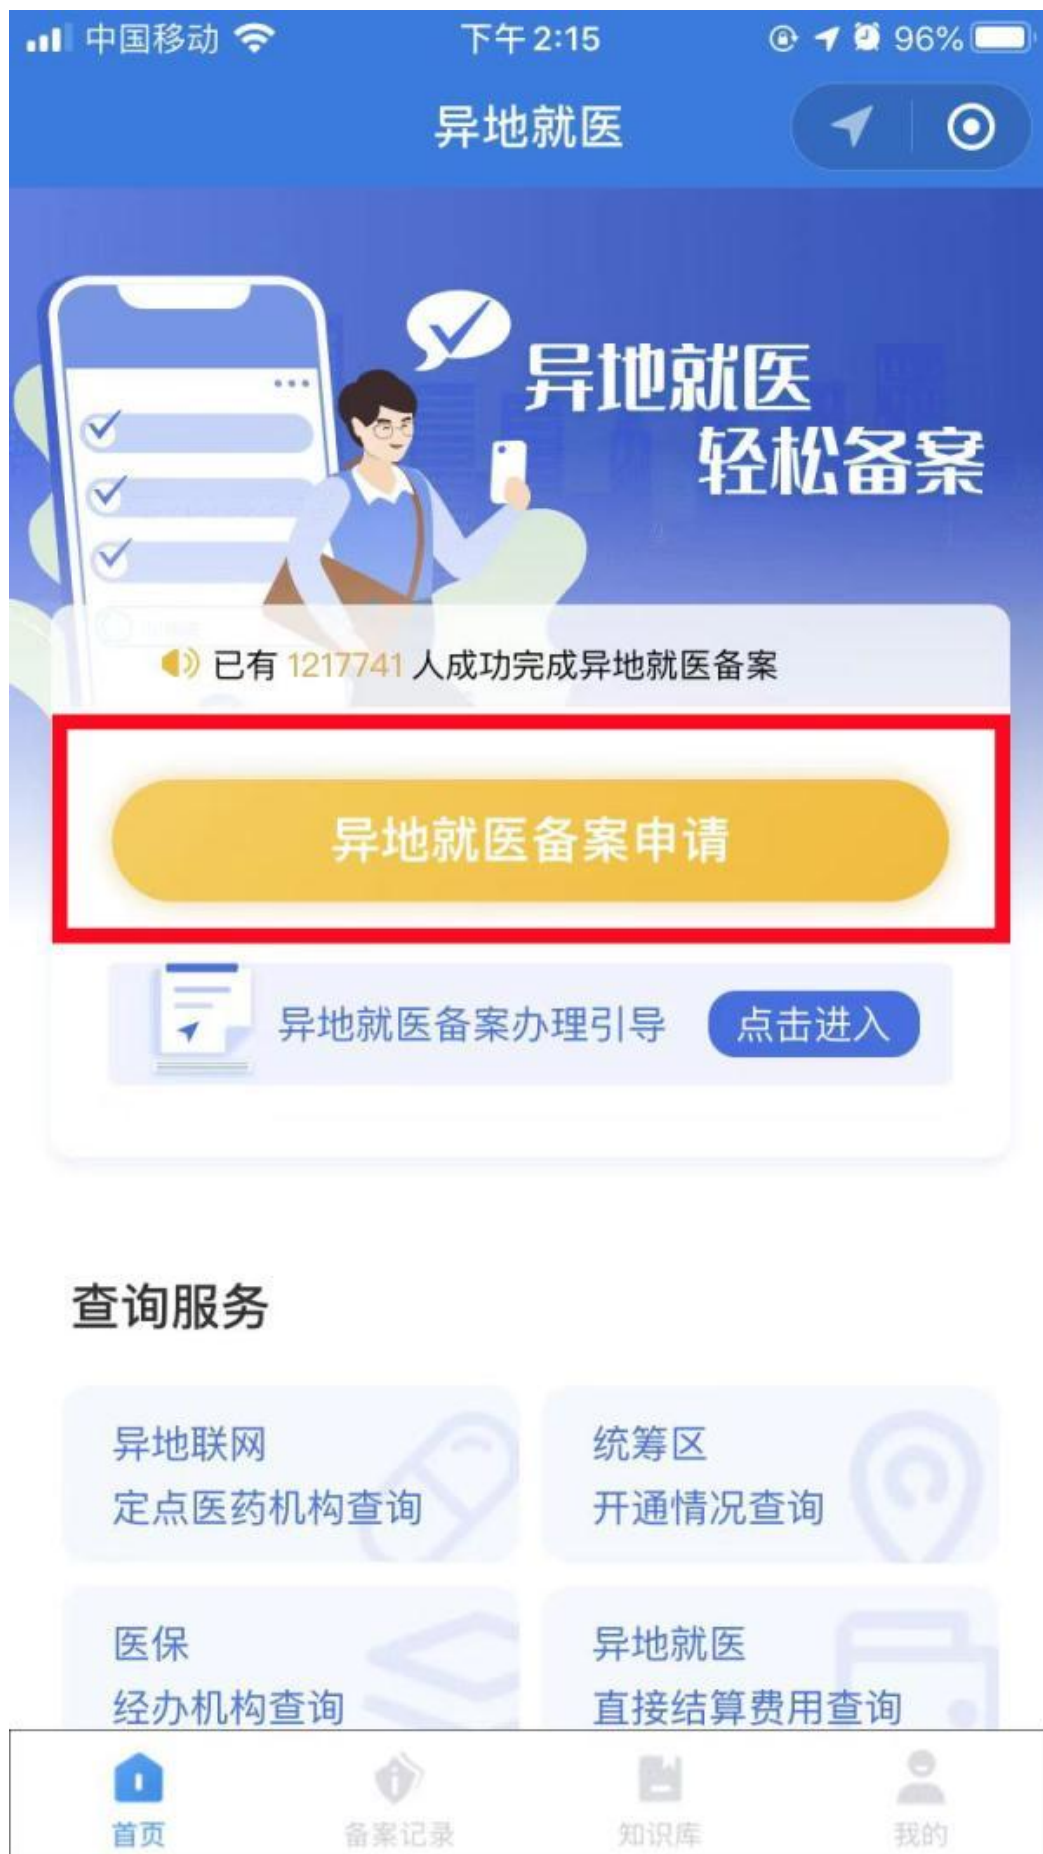 中国移动 下午2:15 96%
异地就医
异地就医
轻松备案
已有 1217741 人成功完成异地就医备案
异地就医备案申请
异地就医备案办理引导 点击进入
查询服务
异地联网
定点医药机构查询
统筹区
开通情况查询
医保
经办机构查询
异地就医
直接结算费用查询
首页 备案记录 知识库 我的